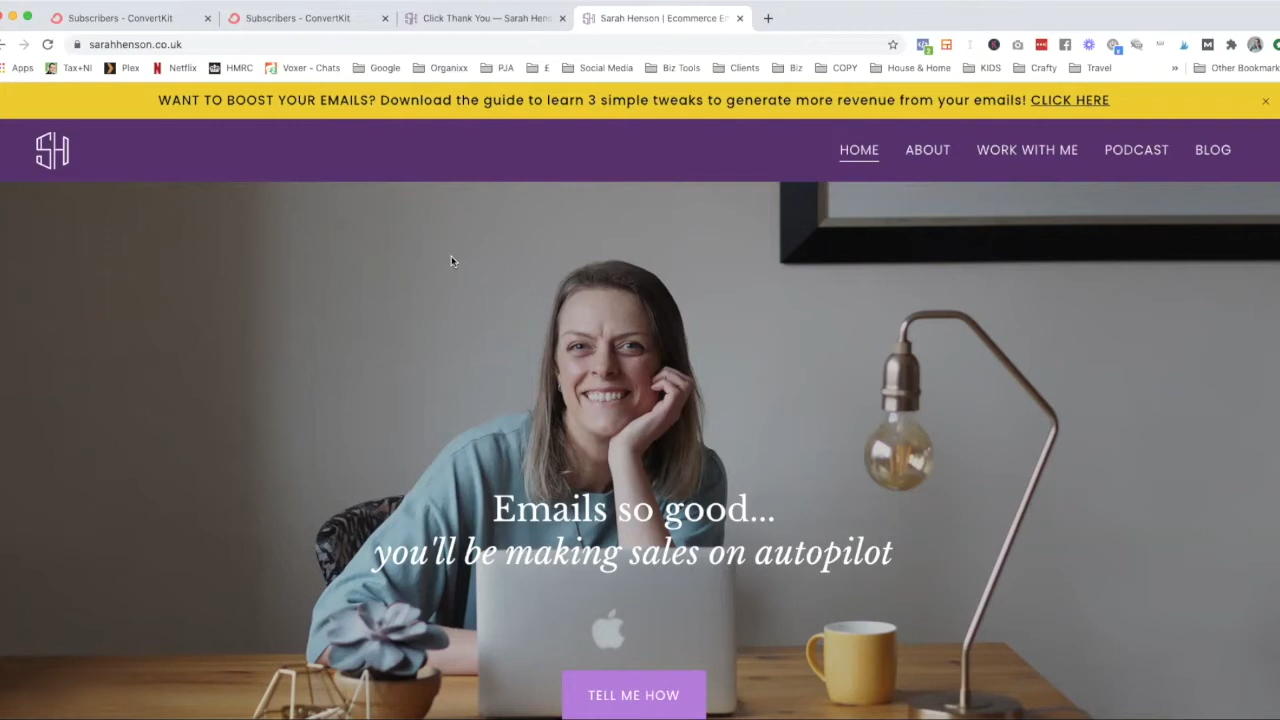 Subscribers - ConvertKit
Subscribers - ConvertKit
Click Thank You — Sarah Hens
Sarah Henson | Ecommerce Em
sarahhenson.co.uk
Apps Tax+NI Plex Netflix HMRC Voxer - Chats Google Organixx PJA £ Social Media Biz Tools Clients Biz COPY House & Home KIDS Crafty Travel » Other Bookmark
WANT TO BOOST YOUR EMAILS? Download the guide to learn 3 simple tweaks to generate more revenue from your emails! CLICK HERE
SH
HOME ABOUT WORK WITH ME PODCAST BLOG
Emails so good...
you'll be making sales on autopilot
TELL ME HOW